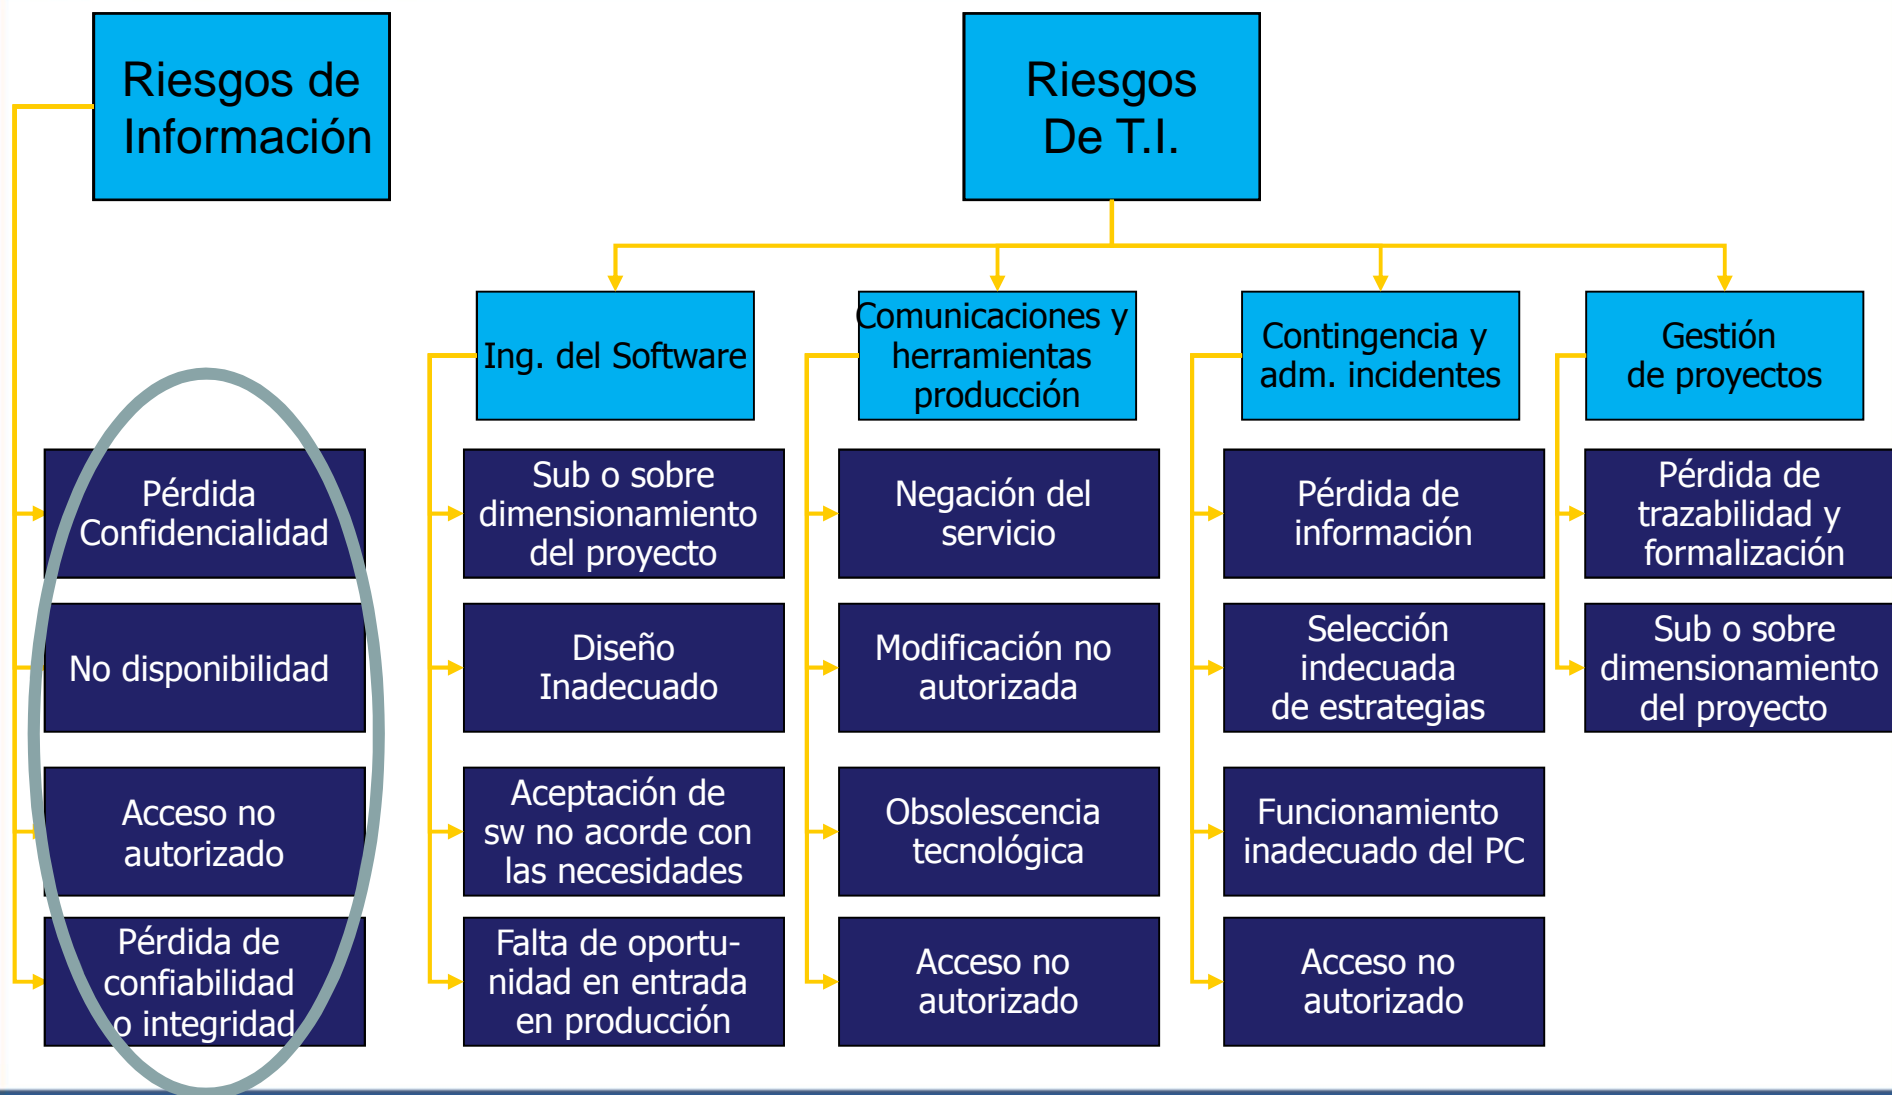 Riesgos de
Información
Riesgos
De T.I.
Ing. del Software
Comunicaciones y
herramientas
producción
Contingencia y
adm. incidentes
Gestión
de proyectos
Pérdida
Confidencialidad
No disponibilidad
Acceso no
autorizado
Pérdida de
confiabilidad
o integridad
Sub o sobre
dimensionamiento
del proyecto
Diseño
Inadecuado
Aceptación de
sw no acorde con
las necesidades
Falta de oportu-
nidad en entrada
en producción
Negación del
servicio
Modificación no
autorizada
Obsolescencia
tecnológica
Acceso no
autorizado
Pérdida de
información
Selección
indecuada
de estrategias
Funcionamiento
inadecuado del PC
Acceso no
autorizado
Pérdida de
trazabilidad y
formalización
Sub o sobre
dimensionamiento
del proyecto